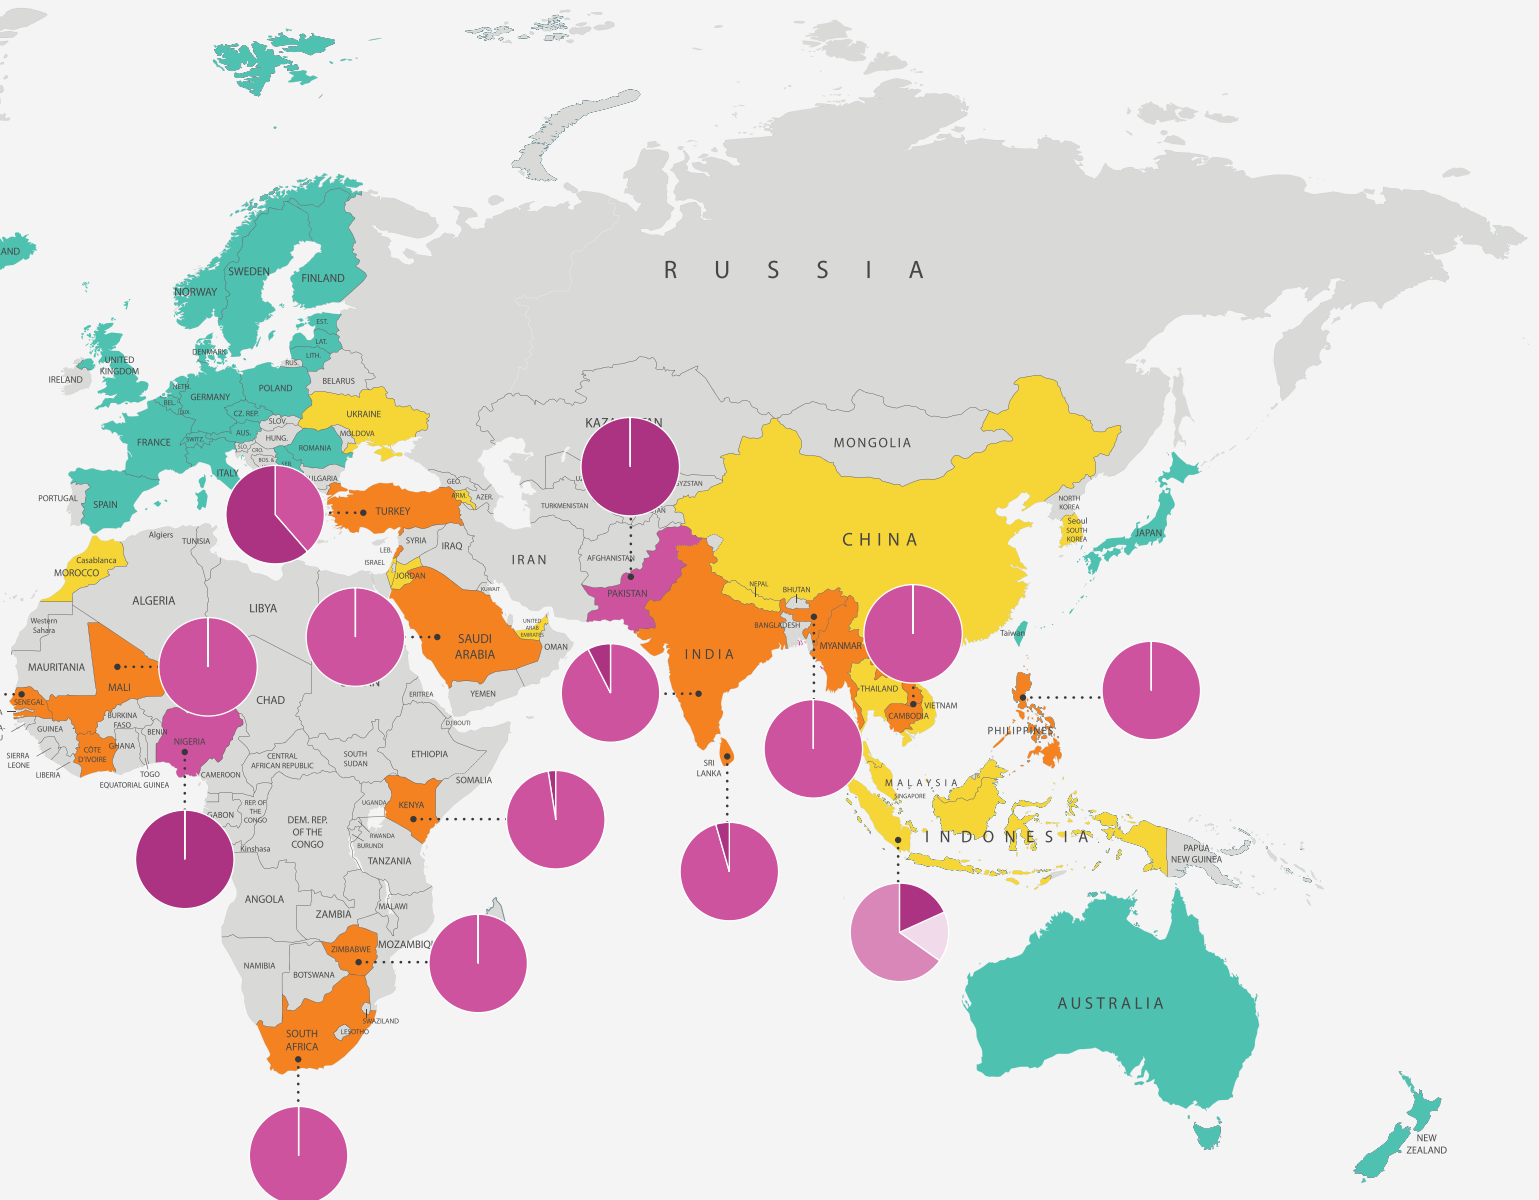 AND
SWEDEN
FINLAND
NORWAY
R U S S I A
EST.
LAT.
DENMARK
LITH.
UNITED
KINGDOM
RUS.
IRELAND
BELARUS
NETH.
POLAND
GERMANY
BEL.
LUX.
CZ. REP.
UKRAINE
SLOV.
AUS.
MOLDOVA
FRANCE
SWITZ.
HUNG.
MONGOLIA
SLO.
CRO.
ROMANIA
BOS. &
ITALY
GEO.
PORTUGAL
SPAIN
ARM.
AZER.
TURKMENISTAN
NORTH
KOREA
TURKEY
Seoul
SOUTH
KOREA
JAPAN
Algiers
TUNISIA
SYRIA
LEB.
IRAQ
IRAN
AFGHANISTAN
CHINA
ISRAEL
Casablanca
MOROCCO
JORDAN
KUWAIT
PAKISTAN
NEPAL
BHUTAN
ALGERIA
LIBYA
Western
Sahara
UNITED
ARAB
EMIRATES
BANGLADESH
Taiwan
SAUDI
ARABIA
OMAN
INDIA
MYANMAR
MAURITANIA
MALI
YEMEN
ERITREA
THAILAND
CHAD
SENEGAL
VIETNAM
CAMBODIA
BURKINA
FASO
DJIBOUTI
GUINEA
BENIN
NIGERIA
PHILIPPINES
GHANA
CÔTE
D'IVOIRE
SIERRA
LEONE
LIBERIA
TOGO
EQUATORIAL GUINEA
CAMEROON
CENTRAL
AFRICAN REPUBLIC
SOUTH
SUDAN
ETHIOPIA
SOMALIA
SRI
LANKA
MALAYSIA
SINGAPORE
GABON
REP. OF
THE
CONGO
UGANDA
KENYA
DEM. REP.
OF THE
CONGO
RWANDA
BURUNDI
Kinshasa
TANZANIA
INDONESIA
PAPUA
NEW GUINEA
ANGOLA
ZAMBIA
MALAWI
ZIMBABWE
MOZAMBIQU
NAMIBIA
BOTSWANA
AUSTRALIA
SWAZILAND
LESOTHO
SOUTH
AFRICA
NEW
ZEALAND